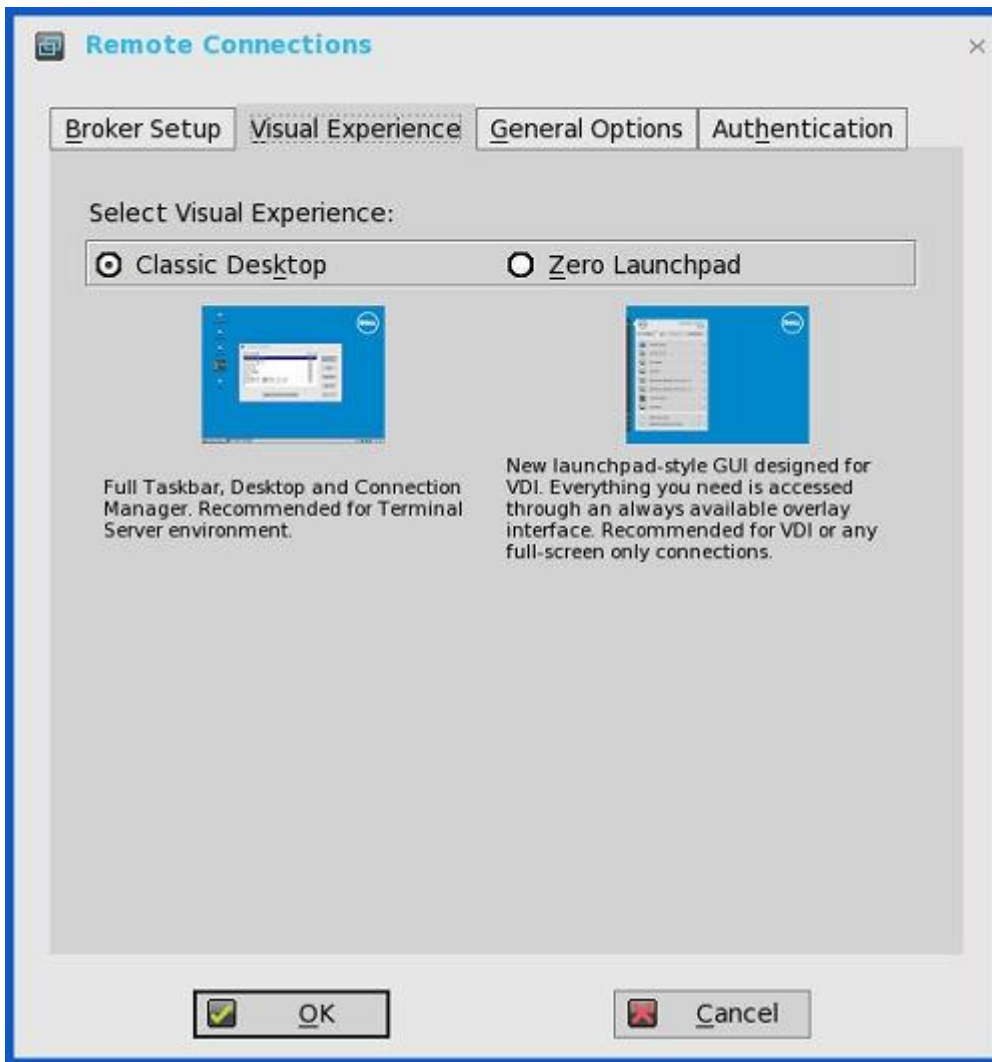 Remote Connections
Broker Setup
Visual Experience
General Options
Authentication
Select Visual Experience:
Classic Desktop
Zero Launchpad
Full Taskbar, Desktop and Connection
Manager. Recommended for Terminal
Server environment.
New launchpad-style GUI designed for
VDI. Everything you need is accessed
through an always available overlay
interface. Recommended for VDI or any
full-screen only connections.
OK
Cancel